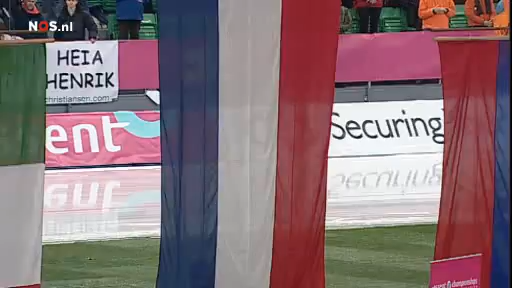 NOS.nl
HEIA
HENRIK
christiansen.com
ent
Securing